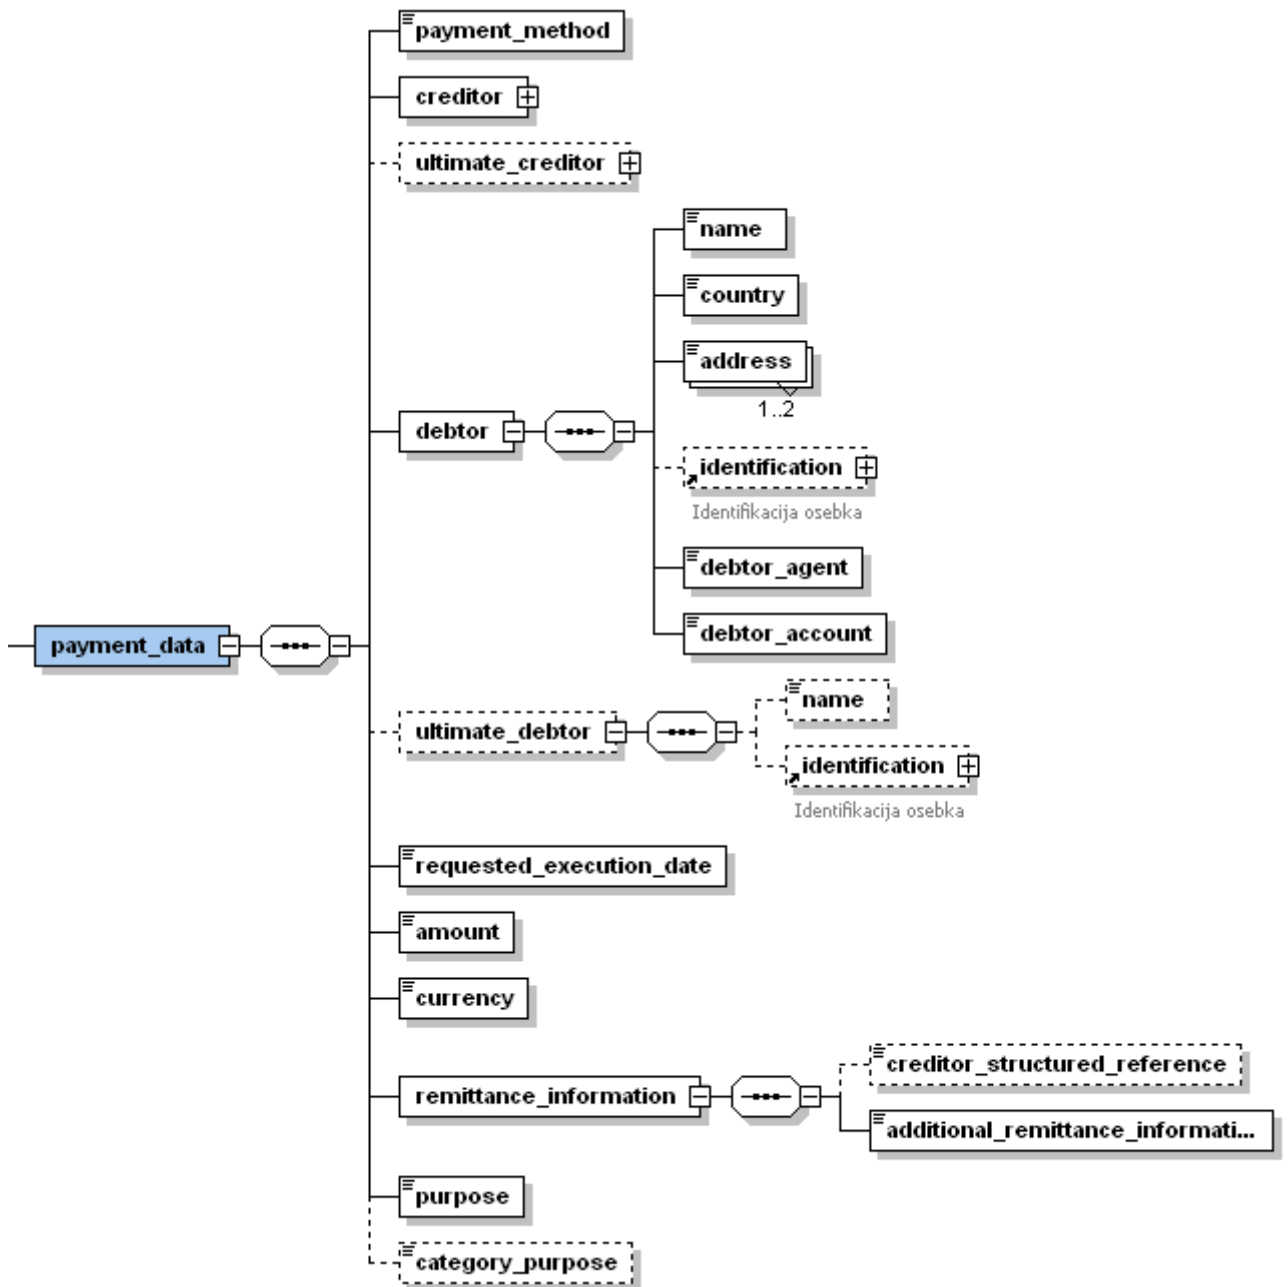 payment_method
creditor
ultimate_creditor
name
country
address
1..2
debtor
identification
Identifikacija osebka
debtor_agent
debtor_account
payment_data
name
ultimate_debtor
identification
Identifikacija osebka
requested_execution_date
amount
currency
creditor_structured_reference
remittance_information
additional_remittance_informati...
purpose
category_purpose